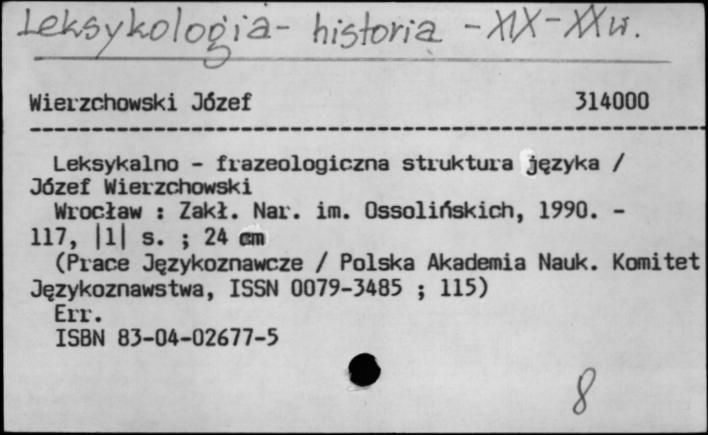 Leksykologia - historia - XIX-XX w.
Wierzchowski Józef 314000
Leksykalno - frazeologiczna struktura języka /
Józef Wierzchowski
Wrocław : Zakł. Nar. im. Ossolińskich, 1990. -
117, |1| s. ; 24 cm
(Prace Językoznawcze / Polska Akademia Nauk. Komitet
Językoznawstwa, ISSN 0079-3485 ; 115)
Err.
ISBN 83-04-02677-5
8